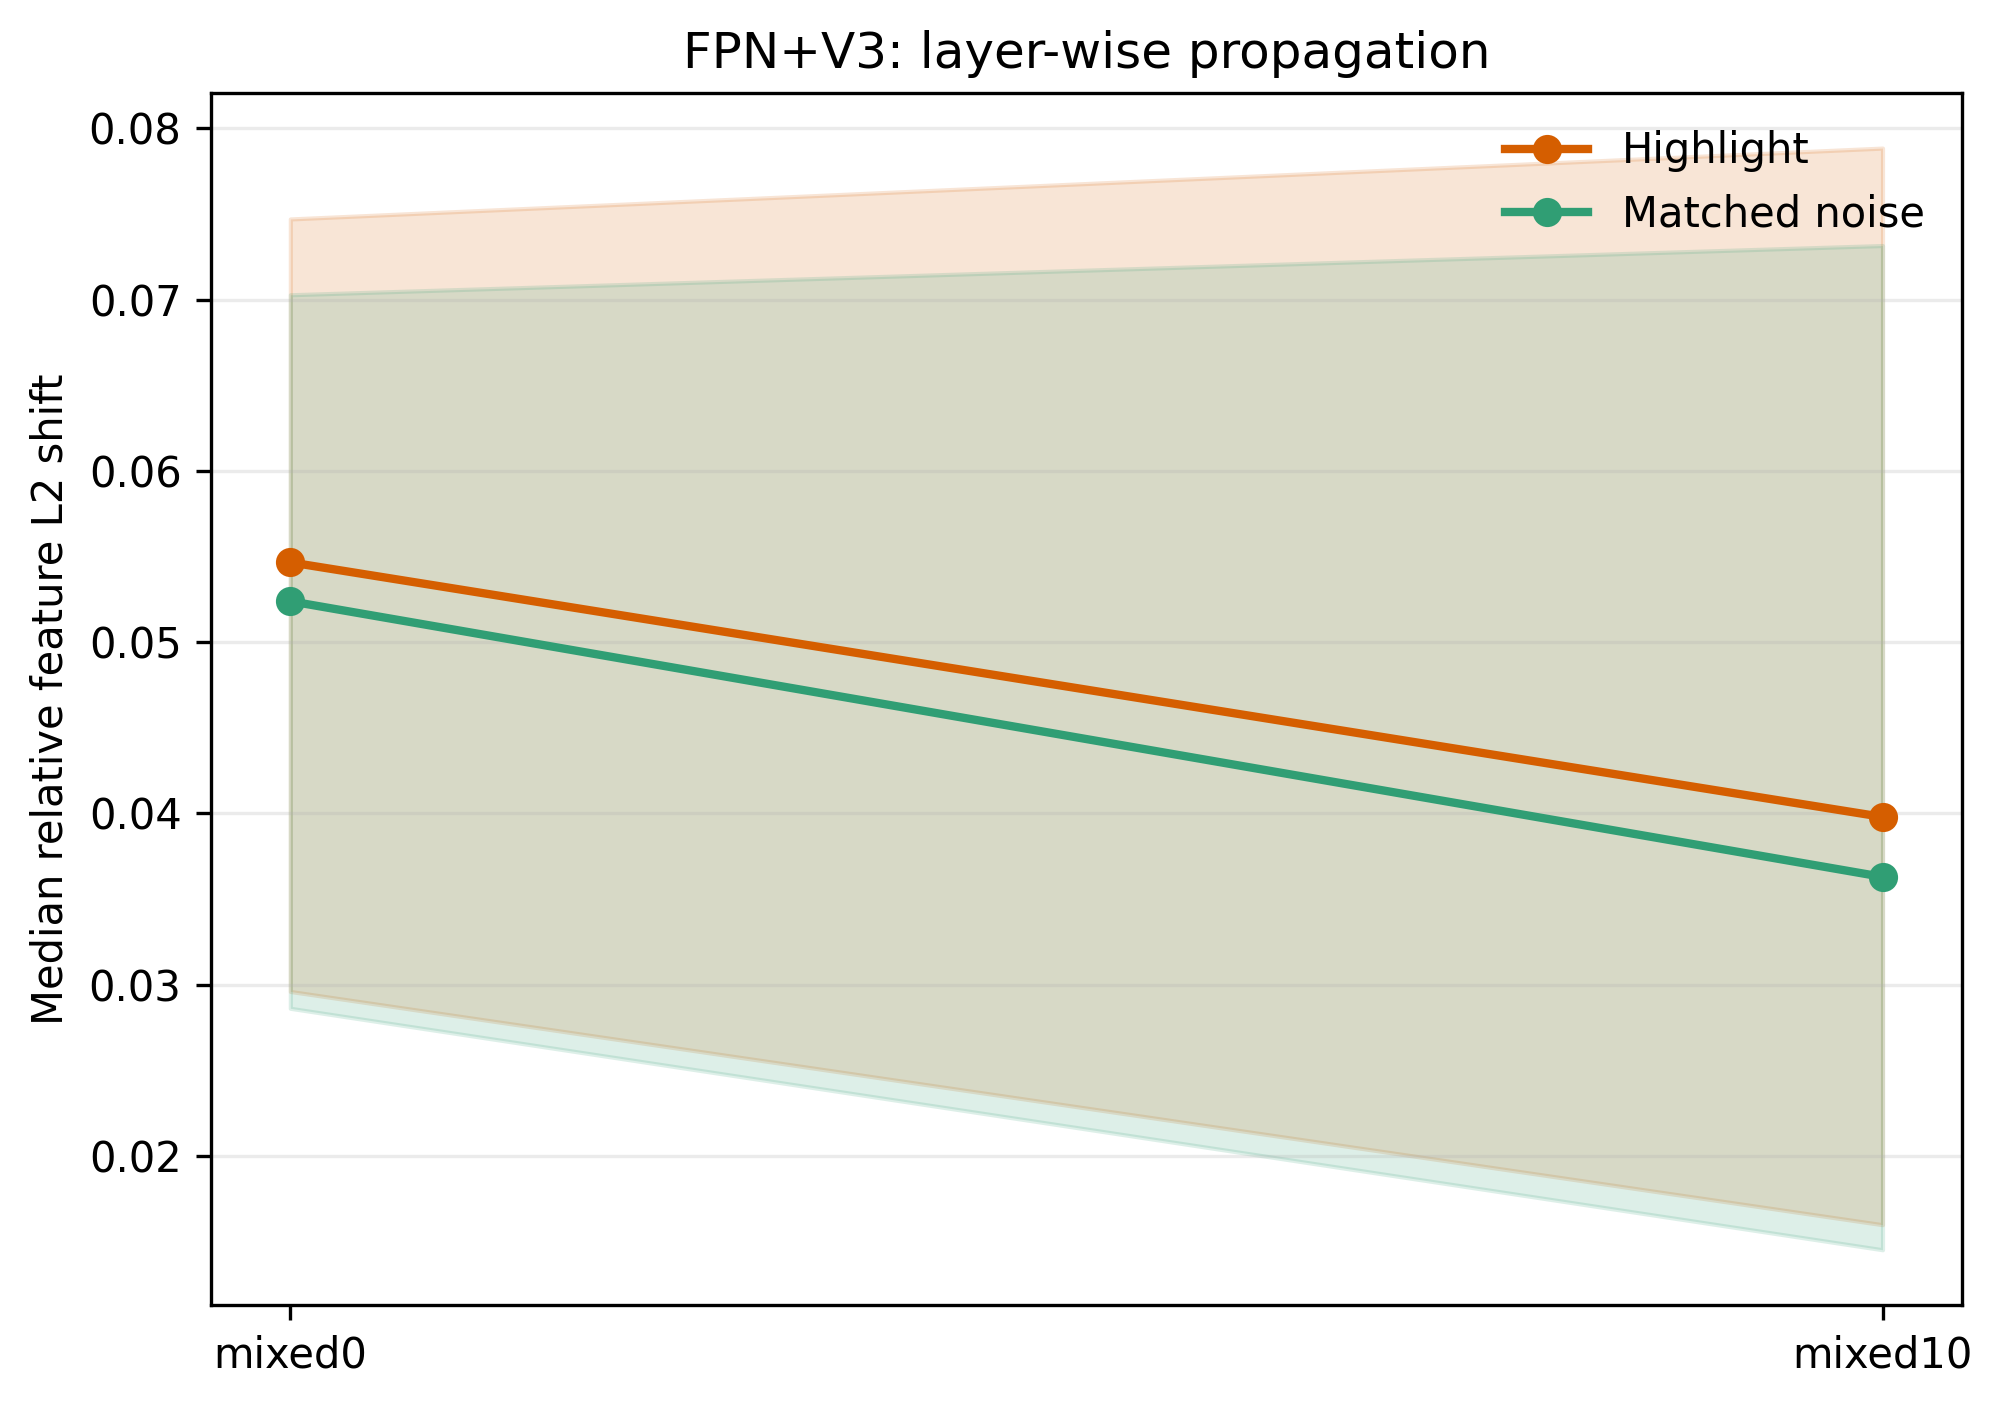 FPN+V3: layer-wise propagation
Median relative feature L2 shift
0.08
0.07
0.06
0.05
0.04
0.03
0.02
Highlight
Matched noise
mixed0
mixed10